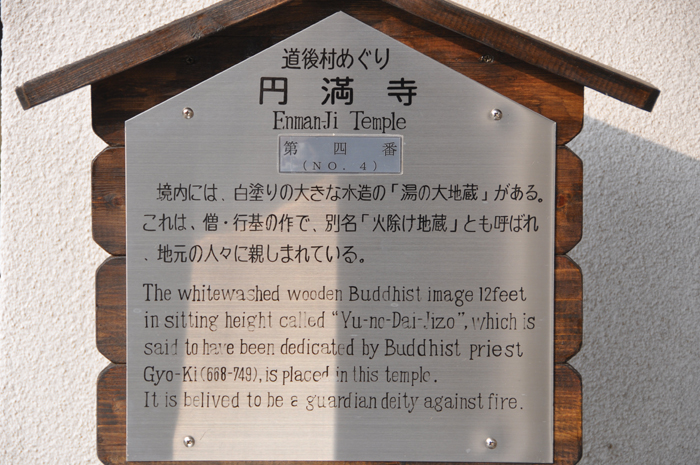 道後村めぐり
円満寺
EnmanJi Temple
第四番
(NO. 4)
境内には、白塗りの大きな木造の「湯の大地蔵」がある。
これは、僧・行基の作で、別名「火除け地蔵」とも呼ばれ
、地元の人々に親しまれている。
The whitewashed wooden Buddhist image 12feet
in sitting height called "Yu-no-Dai-Jizo", which is
said to have been dedicated by Buddhist priest
Gyo-Ki(668-749), is placed in this temple.
It is belived to be a guardian deity against fire.